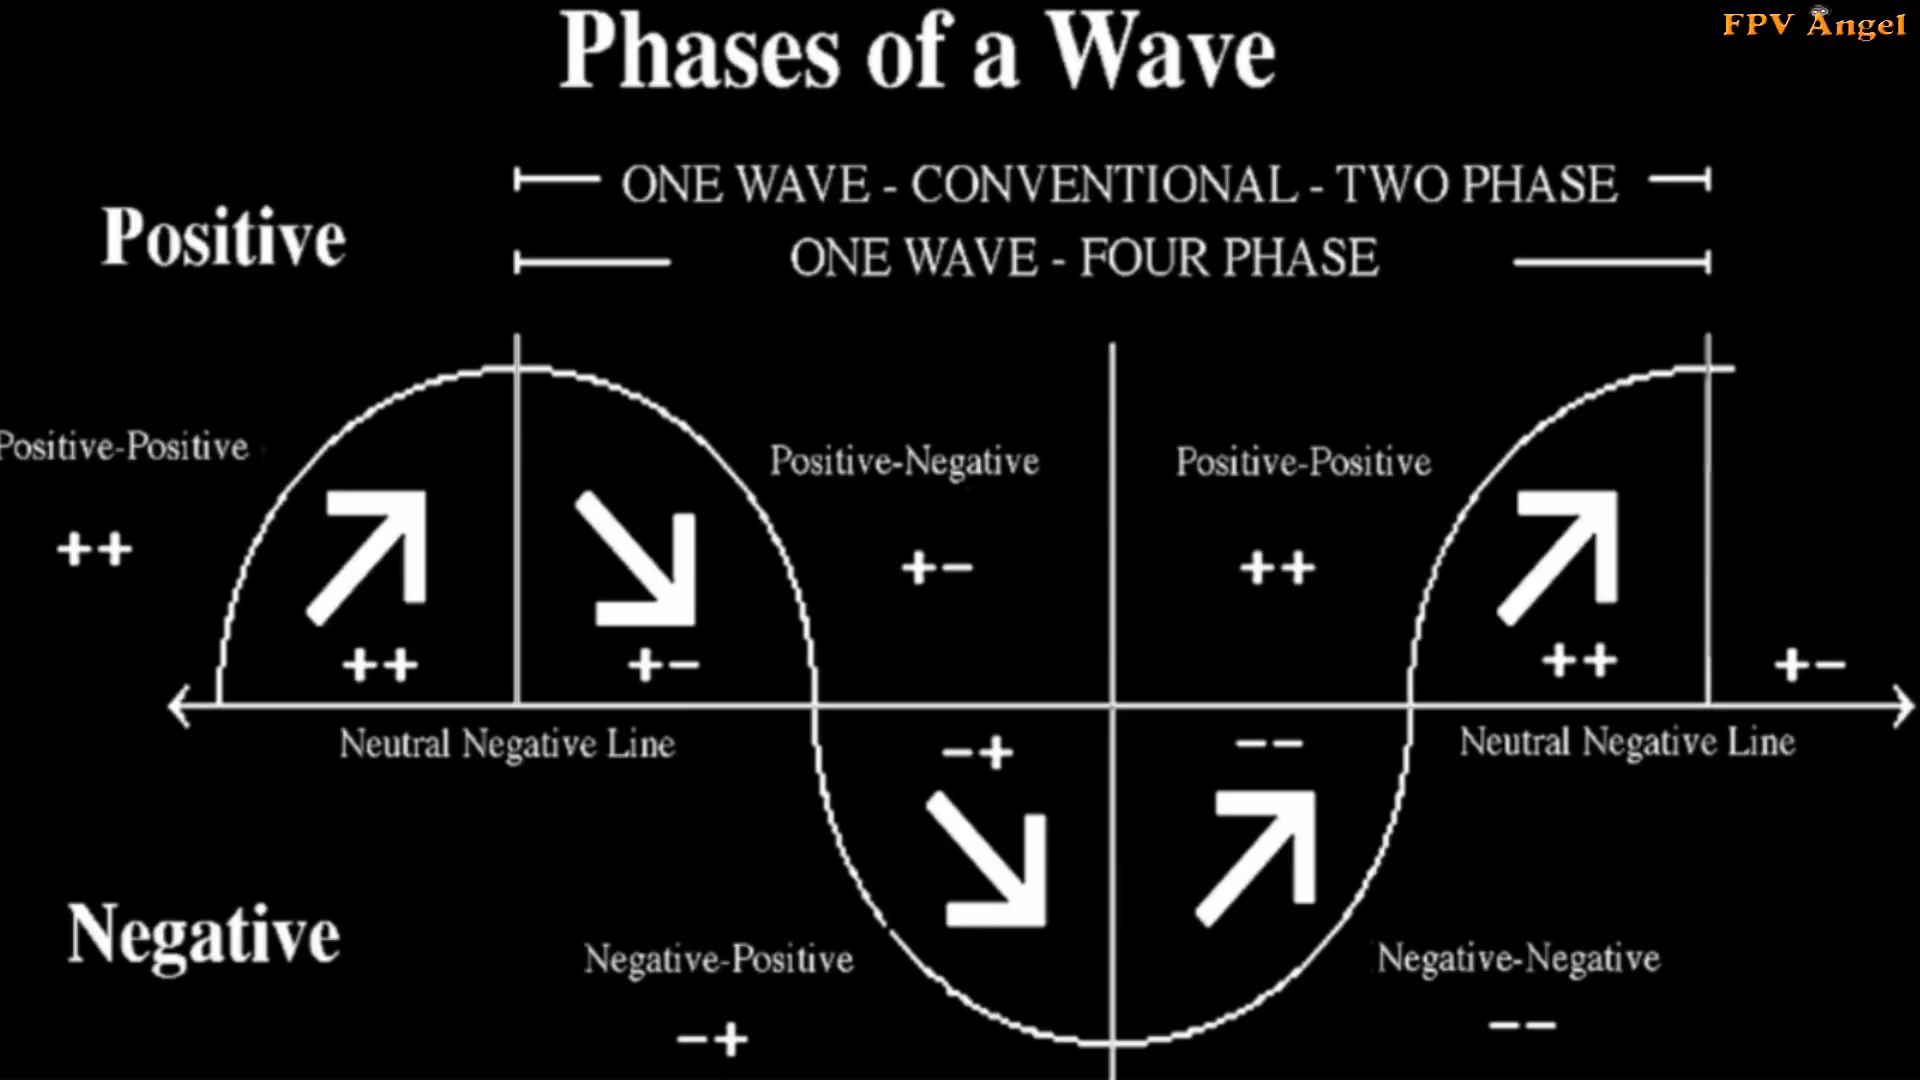 Phases of a Wave
FPV Angel
ONE WAVE - CONVENTIONAL - TWO PHASE
Positive
ONE WAVE - FOUR PHASE
Positive-Positive
Positive-Negative
Positive-Positive
++
+-
++
++
+-
++
+-
Neutral Negative Line
Neutral Negative Line
-+
--
Negative
Negative-Positive
Negative-Negative
-+
--